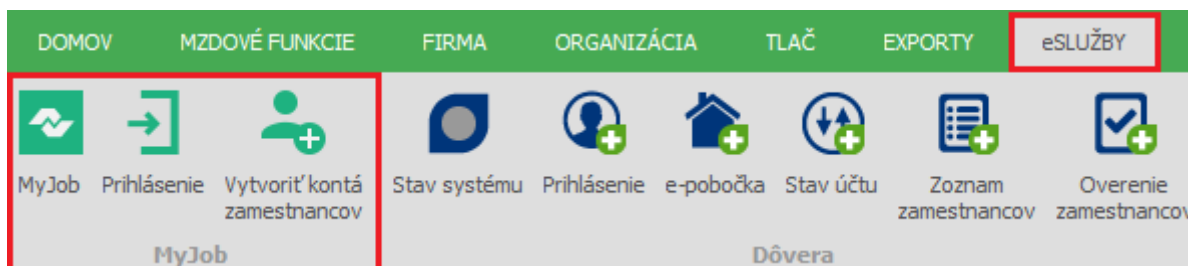 DOMOV MZDOVÉ FUNKCIE FIRMA ORGANIZÁCIA TLAČ EXPORTY eSLUŽBY
MyJob Prihlásenie Vytvoriť kontá zamestnancov Stav systému Prihlásenie e-pobočka Stav účtu Zoznam zamestnancov Overenie zamestnancov
MyJob Dôvera